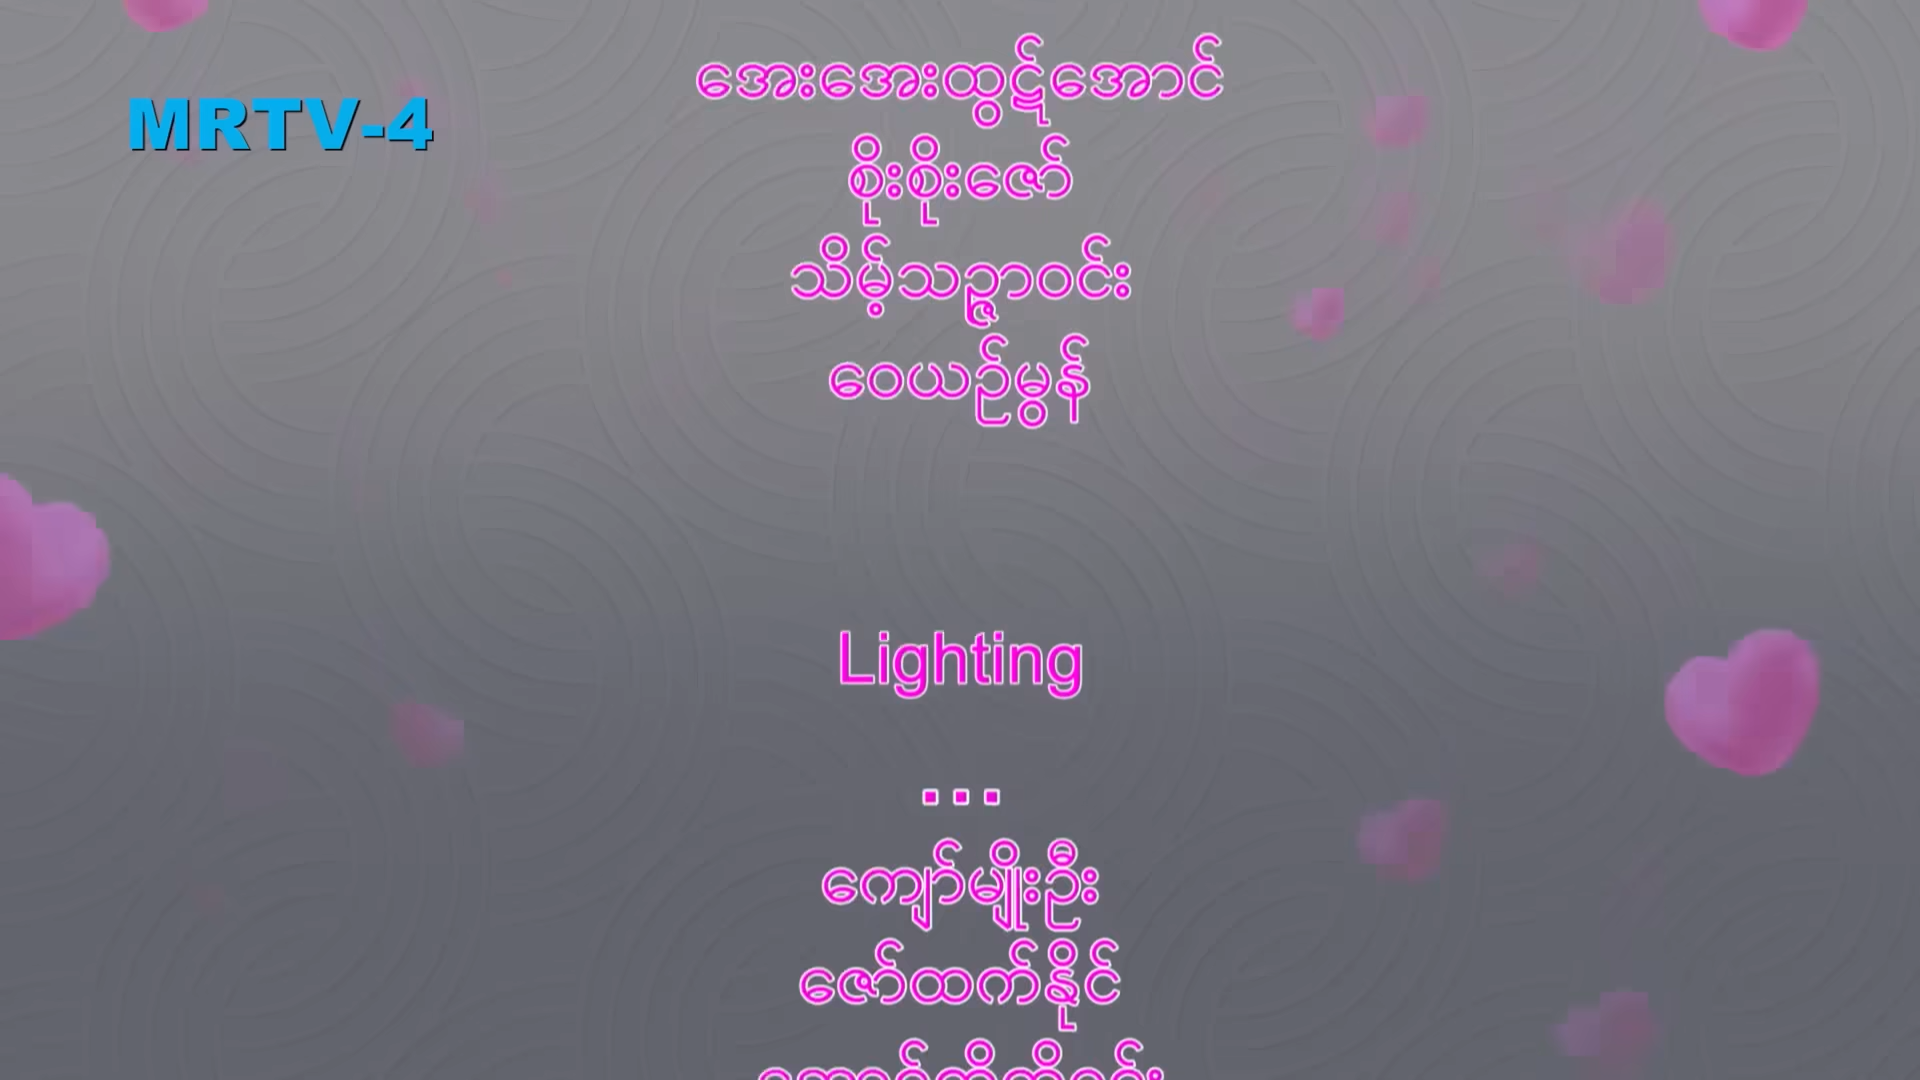 အေးအေးထွဋ်အောင်
MRTV-4
စိုးစိုးဇော်
သိမ့်သဉ္ဇာဝင်း
ဝေယဉ်မွန်
Lighting
...
ကျော်မျိုးဦး
ဇော်ထက်နိုင်